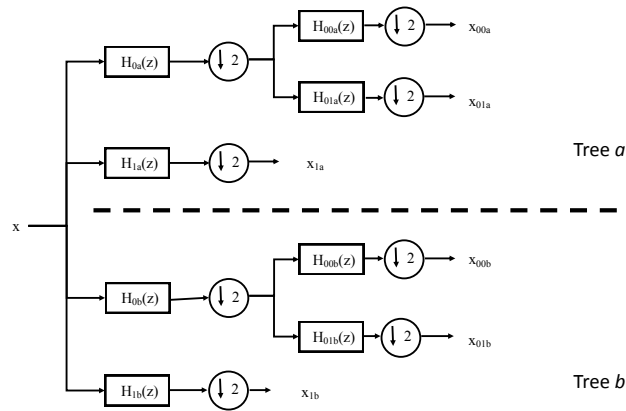 H00a(z) ↓ 2 x00a
H0a(z) ↓ 2
H01a(z) ↓ 2 x01a
Tree a
H1a(z) ↓ 2 x1a
x
H00b(z) ↓ 2 x00b
H0b(z) ↓ 2
H01b(z) ↓ 2 x01b
Tree b
H1b(z) ↓ 2 x1b